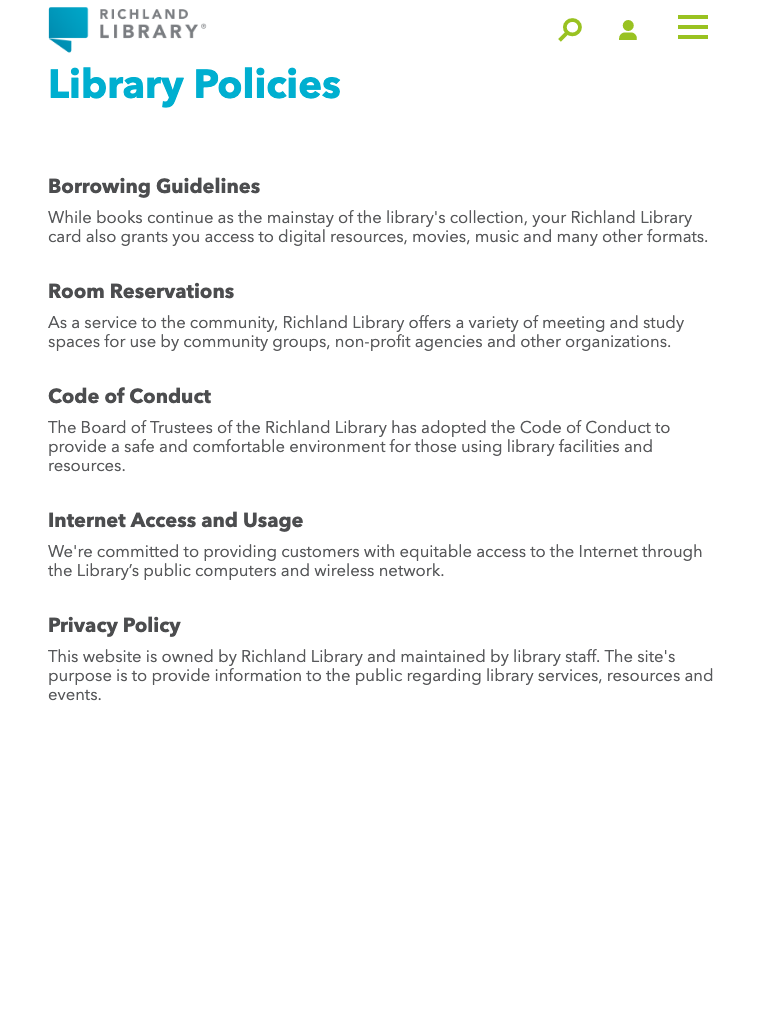 RICHLAND
LIBRARY®
Library Policies
Borrowing Guidelines
While books continue as the mainstay of the library's collection, your Richland Library
card also grants you access to digital resources, movies, music and many other formats.
Room Reservations
As a service to the community, Richland Library offers a variety of meeting and study
spaces for use by community groups, non-profit agencies and other organizations.
Code of Conduct
The Board of Trustees of the Richland Library has adopted the Code of Conduct to
provide a safe and comfortable environment for those using library facilities and
resources.
Internet Access and Usage
We're committed to providing customers with equitable access to the Internet through
the Library’s public computers and wireless network.
Privacy Policy
This website is owned by Richland Library and maintained by library staff. The site's
purpose is to provide information to the public regarding library services, resources and
events.